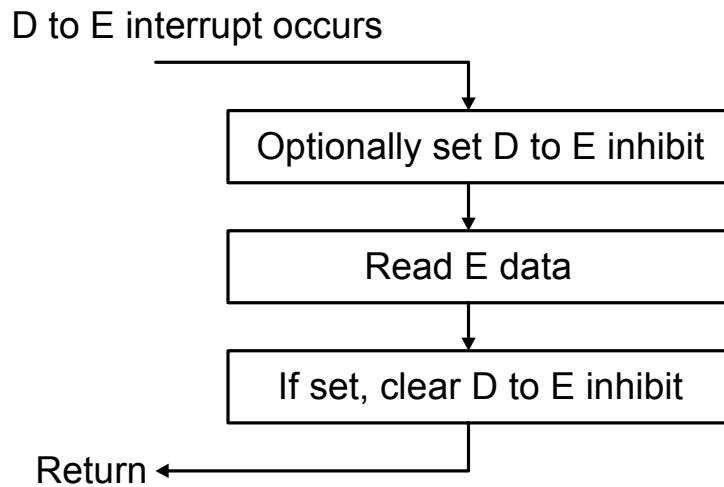 D to E interrupt occurs
Optionally set D to E inhibit
Read E data
If set, clear D to E inhibit
Return